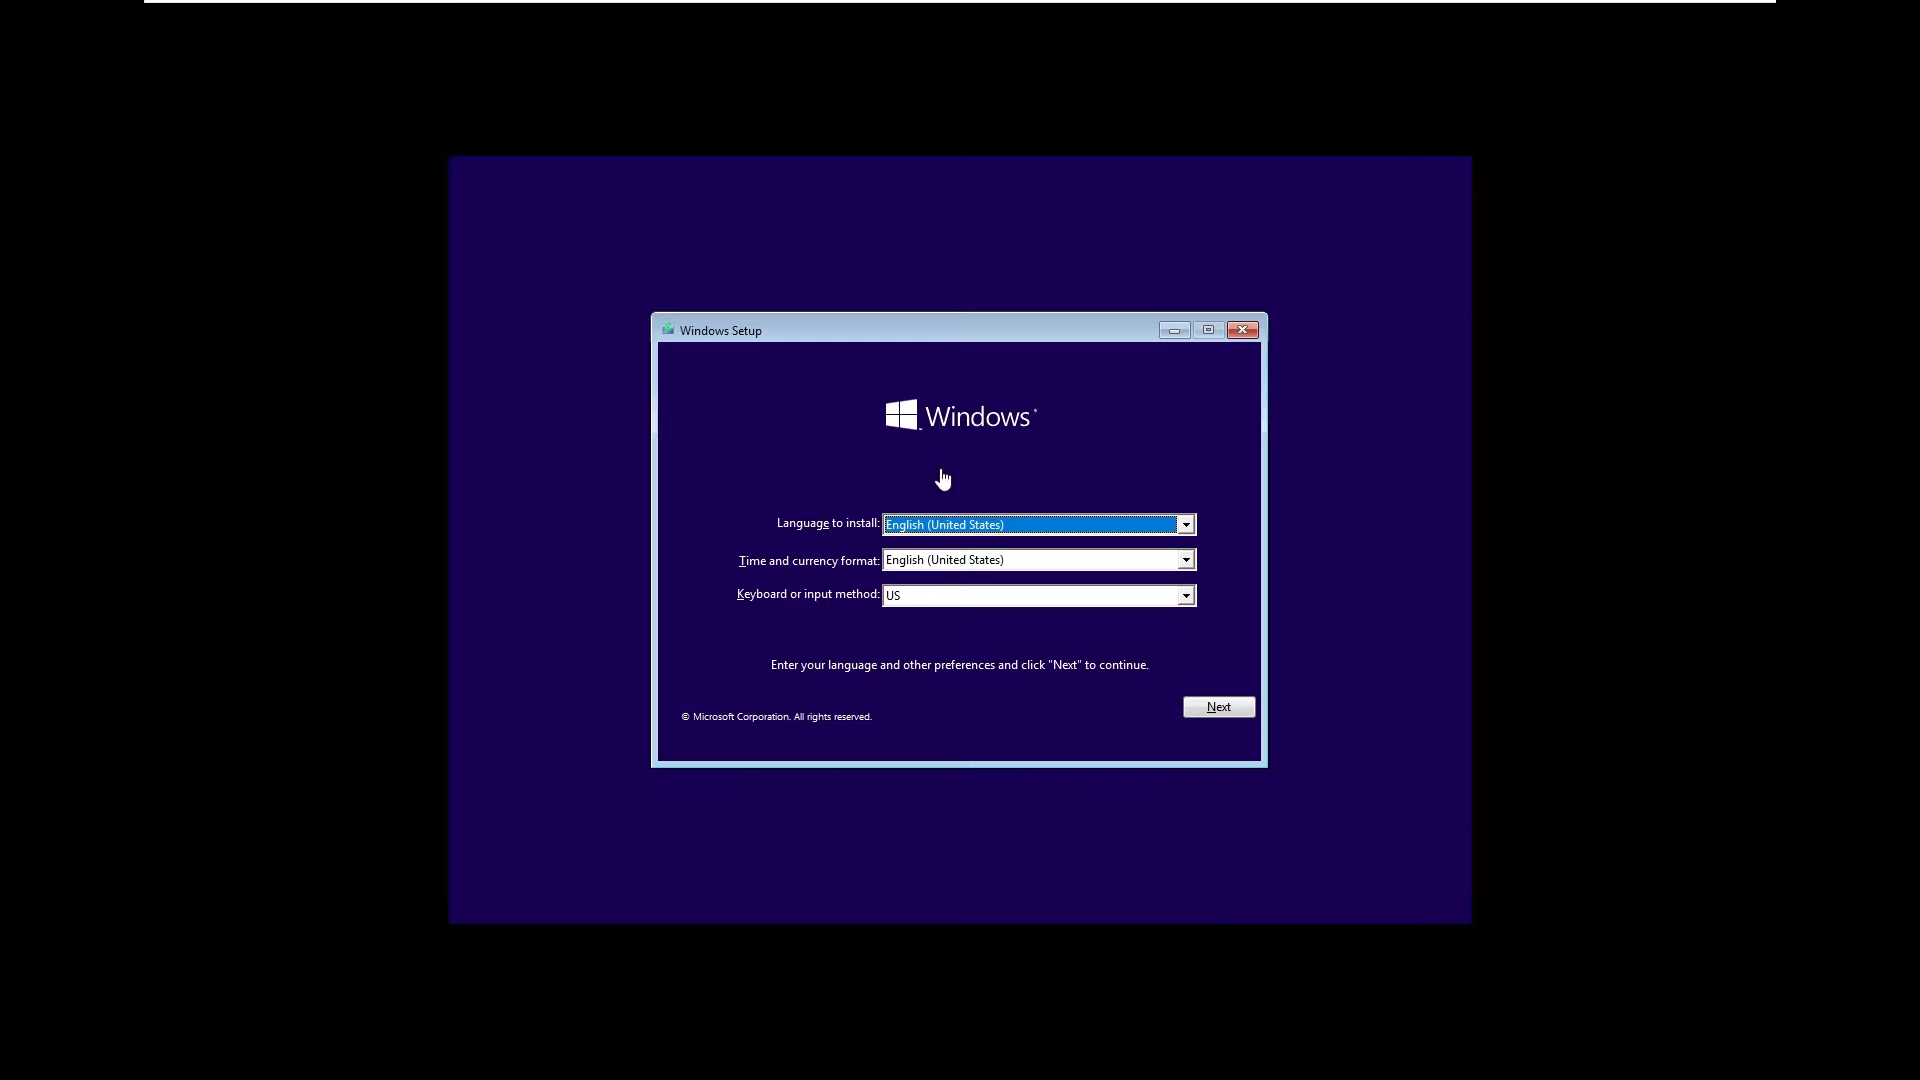 Windows Setup
Windows
Language to install: English (United States)
Time and currency format: English (United States)
Keyboard or input method: US
Enter your language and other preferences and click "Next" to continue.
Next
© Microsoft Corporation. All rights reserved.